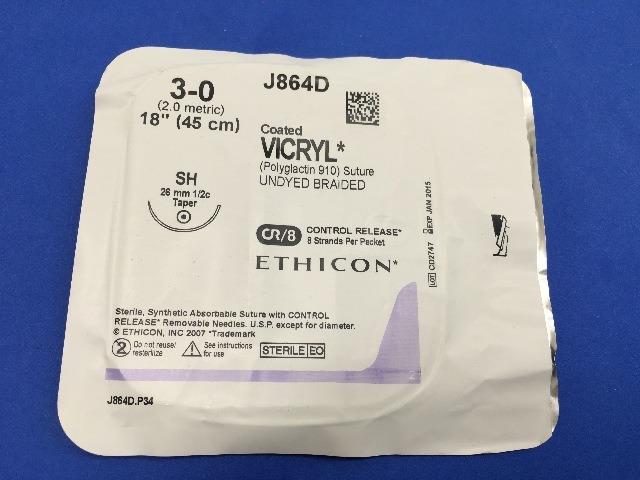 3-0
(2.0 metric)
18" (45 cm)
J864D
Coated
VICRYL*
(Polyglactin 910) Suture
UNDYED BRAIDED
SH
26 mm 1/2c
Taper
CR/8 CONTROL RELEASE*
8 Strands Per Packet
ETHICON*
LOT CD2747 EXP JAN 2015
Sterile, Synthetic Absorbable Suture with CONTROL
RELEASE* Removable Needles. U.S.P. except for diameter.
© ETHICON, INC 2007 *Trademark
2 Do not reuse/
resterilize
See instructions
for use
STERILE EO
J864D.P34